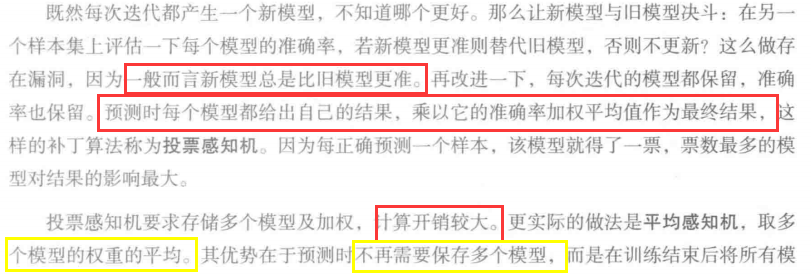 既然每次迭代都产生一个新模型，不知道哪个更好。那么让新模型与旧模型决斗：在另一
个样本集上评估一下每个模型的准确率，若新模型更准则替代旧模型，否则不更新？这么做存
在漏洞，因为一般而言新模型总是比旧模型更准。再改进一下，每次迭代的模型都保留，准确
率也保留。预测时每个模型都给出自己的结果，乘以它的准确率加权平均值作为最终结果，这
样的补丁算法称为投票感知机。因为每正确预测一个样本，该模型就得了一票，票数最多的模
型对结果的影响最大。
投票感知机要求存储多个模型及加权，计算开销较大。更实际的做法是平均感知机，取多
个模型的权重的平均。其优势在于预测时不再需要保存多个模型，而是在训练结束后将所有模